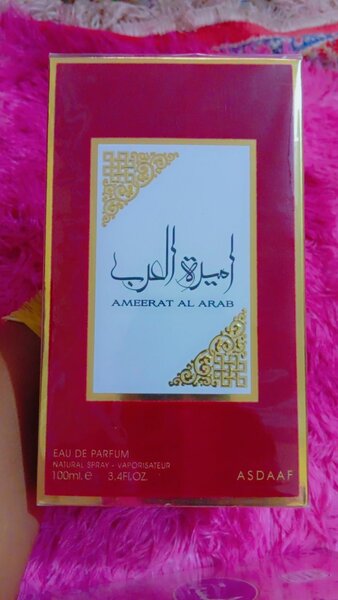 اميرة العرب
AMEERAT AL ARAB
EAU DE PARFUM
NATURAL SPRAY - VAPORISATEUR
100ml.e 3.4FL.OZ.
ASDAAF